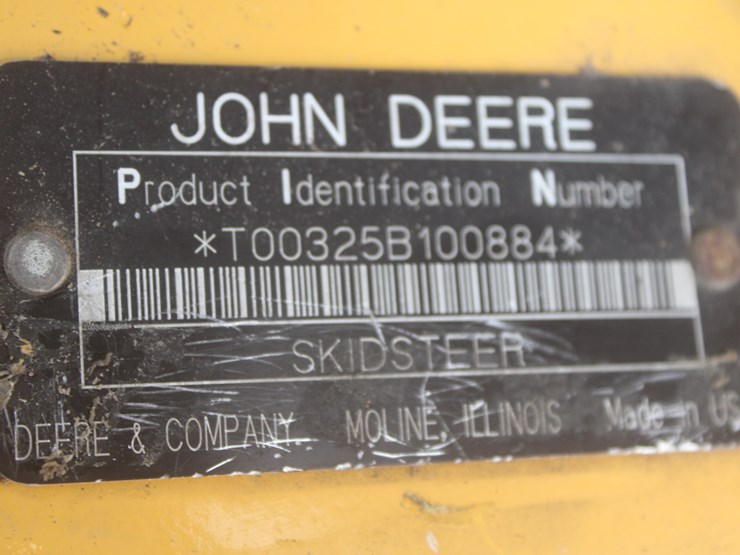 JOHN DEERE
Product Identification Number
*T00325B100884*
SKIDSTEER
DEERE & COMPANY. MOLINE, ILLINOIS Made in US